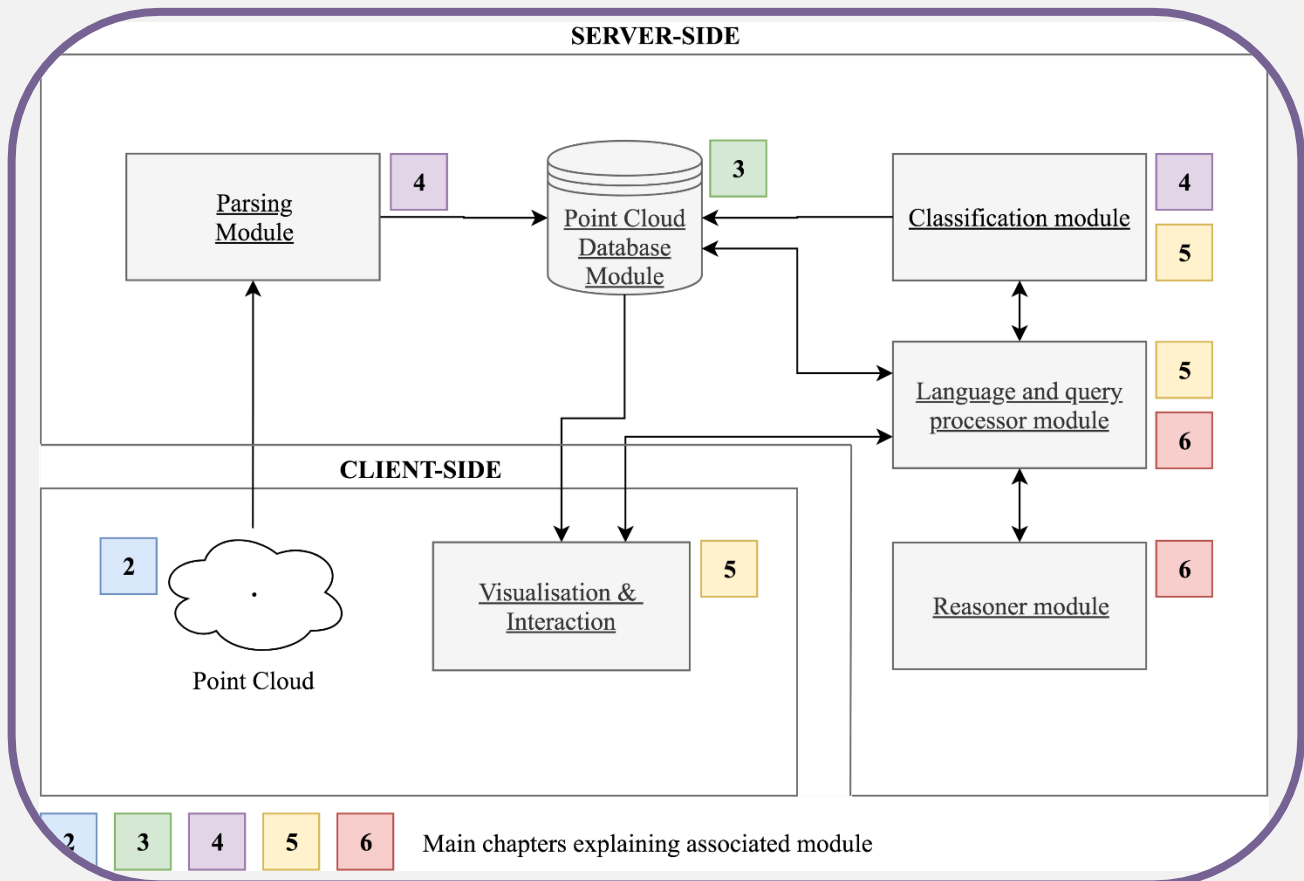 SERVER-SIDE
Parsing
Module
4
Point Cloud
Database
Module
3
Classification module
4
5
Language and query
processor module
5
6
CLIENT-SIDE
2
Point Cloud
Visualisation &
Interaction
5
Reasoner module
6
2
3
4
5
6
Main chapters explaining associated module